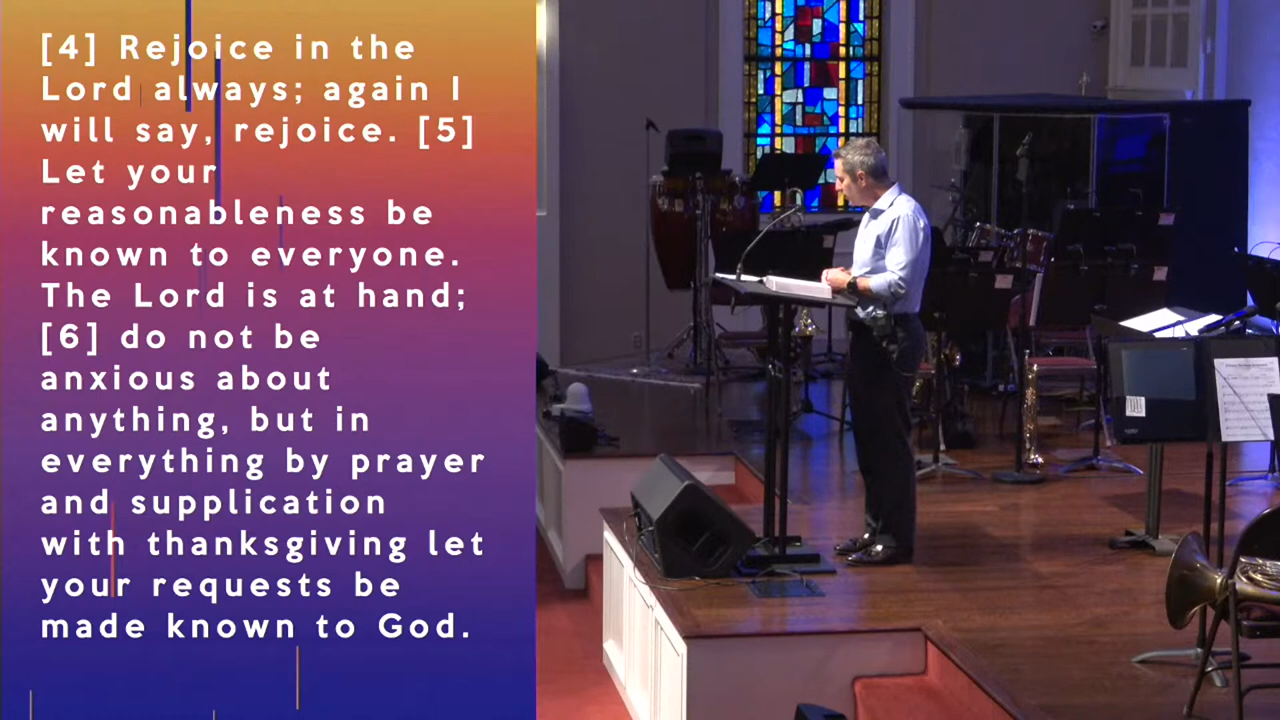 [4] Rejoice in the
Lord always; again I
will say, rejoice. [5]
Let your
reasonableness be
known to everyone.
The Lord is at hand;
[6] do not be
anxious about
anything, but in
everything by prayer
and supplication
with thanksgiving let
your requests be
made known to God.